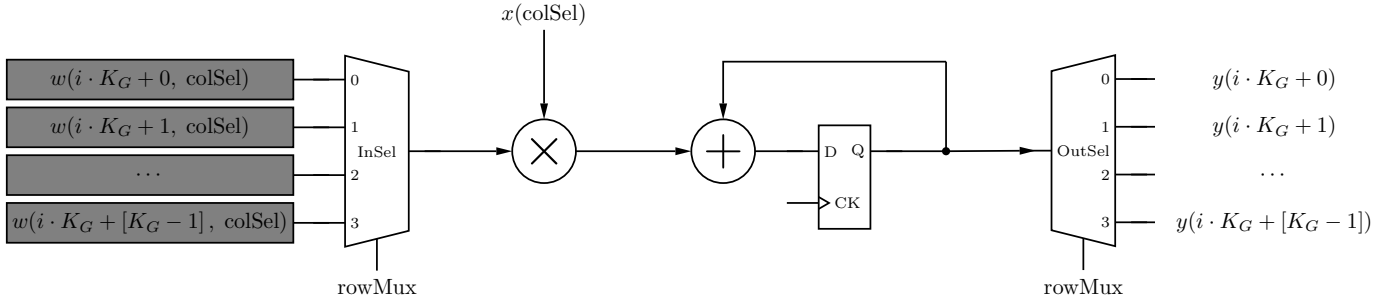 x(colSel)
w(i · K_G + 0, colSel)
w(i · K_G + 1, colSel)
· · ·
w(i · K_G + [K_G − 1], colSel)
0
1
InSel
2
3
rowMux
×
+
D
Q
CK
0
1
OutSel
2
3
rowMux
y(i · K_G + 0)
y(i · K_G + 1)
· · ·
y(i · K_G + [K_G − 1])